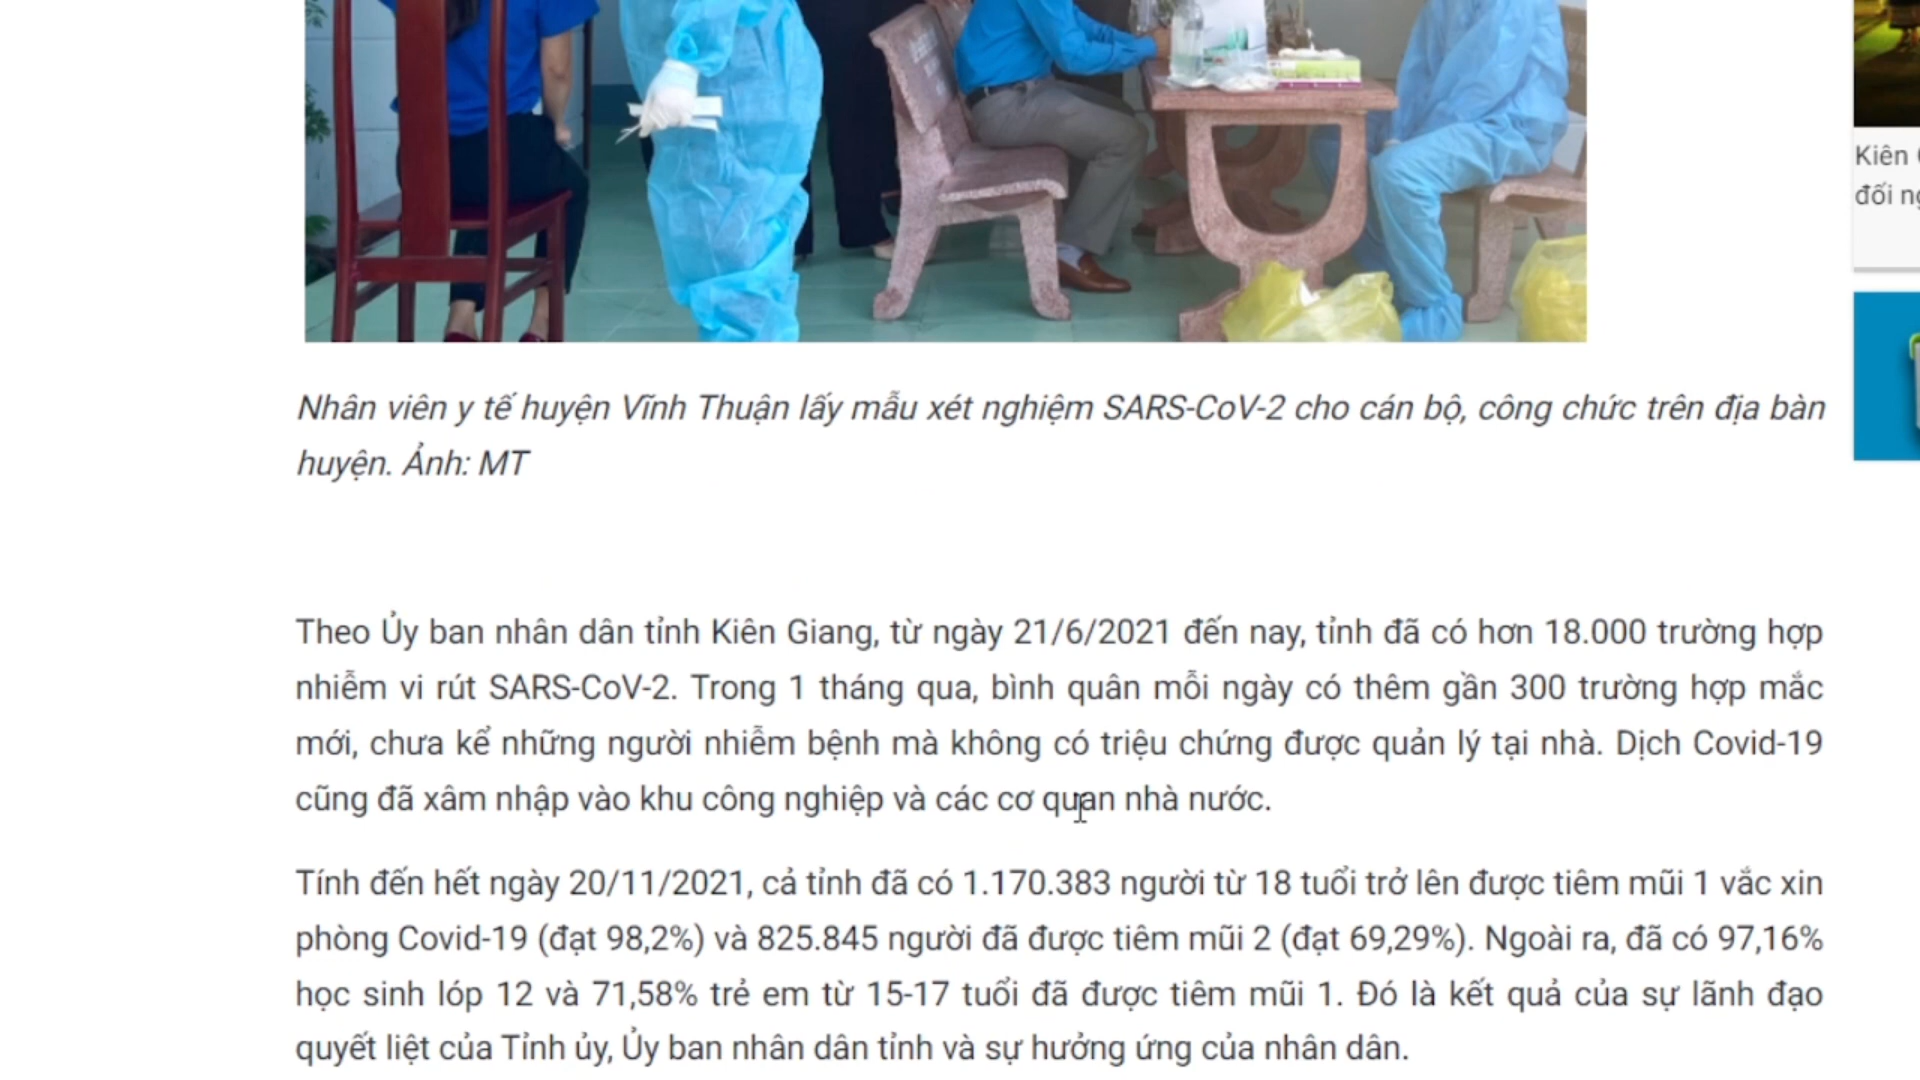 Nhân viên y tế huyện Vĩnh Thuận lấy mẫu xét nghiệm SARS-CoV-2 cho cán bộ, công chức trên địa bàn
huyện. Ảnh: MT
Theo Ủy ban nhân dân tỉnh Kiên Giang, từ ngày 21/6/2021 đến nay, tỉnh đã có hơn 18.000 trường hợp
nhiễm vi rút SARS-CoV-2. Trong 1 tháng qua, bình quân mỗi ngày có thêm gần 300 trường hợp mắc
mới, chưa kể những người nhiễm bệnh mà không có triệu chứng được quản lý tại nhà. Dịch Covid-19
cũng đã xâm nhập vào khu công nghiệp và các cơ quan nhà nước.
Tính đến hết ngày 20/11/2021, cả tỉnh đã có 1.170.383 người từ 18 tuổi trở lên được tiêm mũi 1 vắc xin
phòng Covid-19 (đạt 98,2%) và 825.845 người đã được tiêm mũi 2 (đạt 69,29%). Ngoài ra, đã có 97,16%
học sinh lóp 12 và 71,58% trẻ em từ 15-17 tuổi đã được tiêm mũi 1. Đó là kết quả của sự lãnh đạo
quyết liệt của Tỉnh ủy, Ủy ban nhân dân tỉnh và sự hưởng ứng của nhân dân.
Kiên
đối